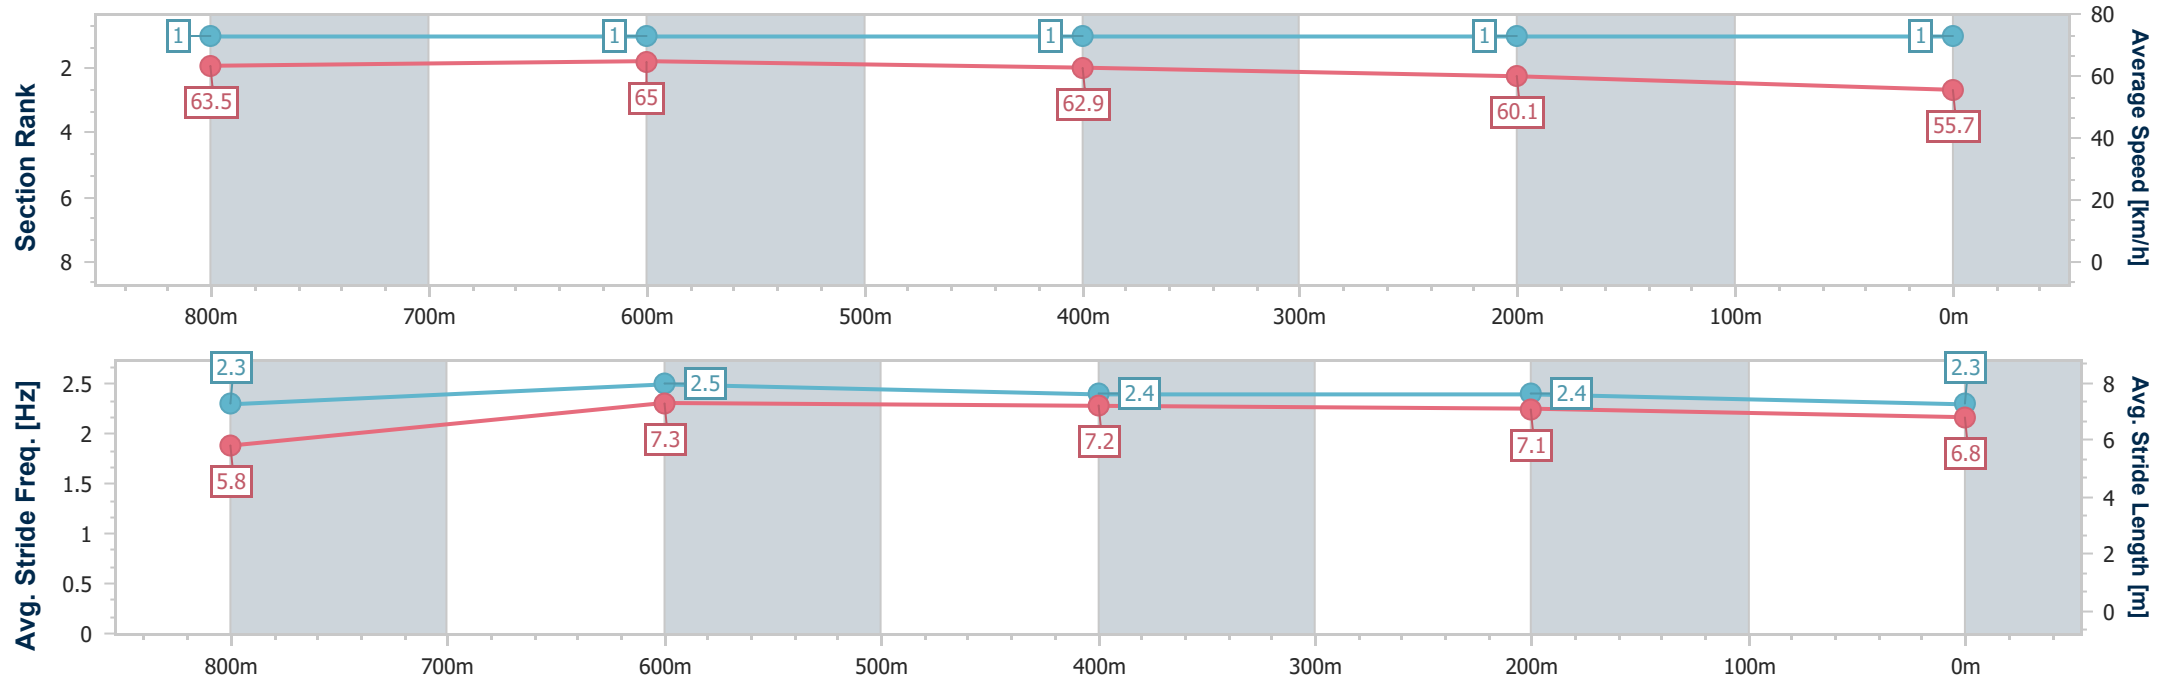 Section Rank
2
4
6
8
1
1
1
1
1
63.5
65
62.9
60.1
55.7
80
60
40
20
0
Average Speed [km/h]
800m
700m
600m
500m
400m
300m
200m
100m
0m
Avg. Stride Freq. [Hz]
2.5
2
1.5
1
0.5
0
2.3
2.5
2.4
2.4
2.3
5.8
7.3
7.2
7.1
6.8
8
6
4
2
0
Avg. Stride Length [m]
800m
700m
600m
500m
400m
300m
200m
100m
0m